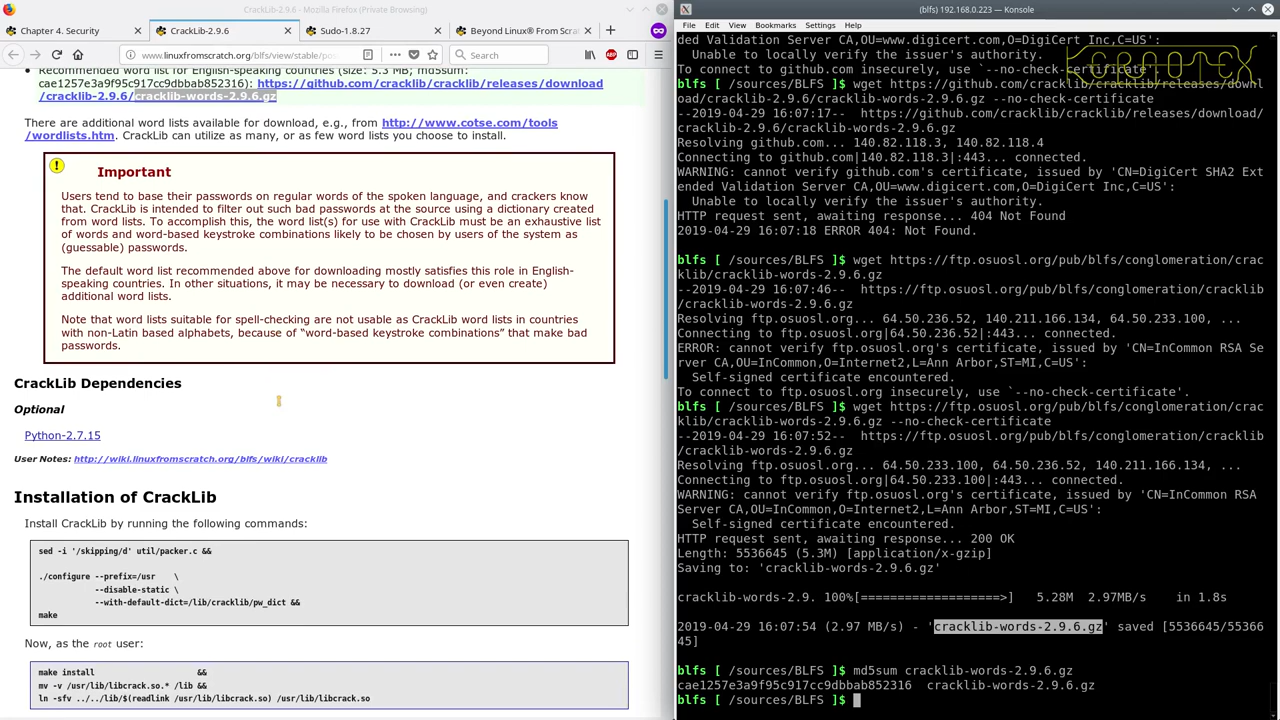 CrackLib-2.9.6 - Mozilla Firefox (Private Browsing)
Chapter 4. Security
CrackLib-2.9.6
Sudo-1.8.27
Beyond Linux® From Scr
www.linuxfromscratch.org/blfs/view/stable/pos
Search
Recommended word list for English-speaking countries (size: 5.3 MB; md5sum:
cae1257e3a9f95c917cc9dbbab852316): https://github.com/cracklib/cracklib/releases/download
/cracklib-2.9.6/cracklib-words-2.9.6.gz
There are additional word lists available for download, e.g., from http://www.cotse.com/tools
/wordlists.htm. CrackLib can utilize as many, or as few word lists you choose to install.
Important
Users tend to base their passwords on regular words of the spoken language, and crackers know
that. CrackLib is intended to filter out such bad passwords at the source using a dictionary created
from word lists. To accomplish this, the word list(s) for use with CrackLib must be an exhaustive list
of words and word-based keystroke combinations likely to be chosen by users of the system as
(guessable) passwords.
The default word list recommended above for downloading mostly satisfies this role in English-
speaking countries. In other situations, it may be necessary to download (or even create)
additional word lists.
Note that word lists suitable for spell-checking are not usable as CrackLib word lists in countries
with non-Latin based alphabets, because of “word-based keystroke combinations” that make bad
passwords.
CrackLib Dependencies
Optional
Python-2.7.15
User Notes: http://wiki.linuxfromscratch.org/blfs/wiki/cracklib
Installation of CrackLib
Install CrackLib by running the following commands:
sed -i '/skipping/d' util/packer.c &&
./configure --prefix=/usr \
--disable-static \
--with-default-dict=/lib/cracklib/pw_dict &&
make
Now, as the root user:
make install &&
mv -v /usr/lib/libcrack.so.* /lib &&
ln -sfv ../../lib/$(readlink /usr/lib/libcrack.so) /usr/lib/libcrack.so
(blfs) 192.168.0.223 — Konsole
File Edit View Bookmarks Settings Help
ded Validation Server CA,OU=www.digicert.com,O=DigiCert Inc,C=US':
Unable to locally verify the issuer's authority.
To connect to github.com insecurely, use `--no-check-certificate'
blfs [ /sources/BLFS ]$ wget https://github.com/cracklib/cracklib/releases/downl
oad/cracklib-2.9.6/cracklib-words-2.9.6.gz --no-check-certificate
--2019-04-29 16:07:17-- https://github.com/cracklib/cracklib/releases/download/
cracklib-2.9.6/cracklib-words-2.9.6.gz
Resolving github.com... 140.82.118.3, 140.82.118.4
Connecting to github.com|140.82.118.3|:443... connected.
WARNING: cannot verify github.com's certificate, issued by 'CN=DigiCert SHA2 Ext
ended Validation Server CA,OU=www.digicert.com,O=DigiCert Inc,C=US':
Unable to locally verify the issuer's authority.
HTTP request sent, awaiting response... 404 Not Found
2019-04-29 16:07:18 ERROR 404: Not Found.
blfs [ /sources/BLFS ]$ wget https://ftp.osuosl.org/pub/blfs/conglomeration/crac
klib/cracklib-words-2.9.6.gz
--2019-04-29 16:07:46-- https://ftp.osuosl.org/pub/blfs/conglomeration/cracklib
/cracklib-words-2.9.6.gz
Resolving ftp.osuosl.org... 64.50.236.52, 140.211.166.134, 64.50.233.100, ...
Connecting to ftp.osuosl.org|64.50.236.52|:443... connected.
ERROR: cannot verify ftp.osuosl.org's certificate, issued by 'CN=InCommon RSA Se
rver CA,OU=InCommon,O=Internet2,L=Ann Arbor,ST=MI,C=US':
Self-signed certificate encountered.
To connect to ftp.osuosl.org insecurely, use `--no-check-certificate'.
blfs [ /sources/BLFS ]$ wget https://ftp.osuosl.org/pub/blfs/conglomeration/crac
klib/cracklib-words-2.9.6.gz --no-check-certificate
--2019-04-29 16:07:52-- https://ftp.osuosl.org/pub/blfs/conglomeration/cracklib
/cracklib-words-2.9.6.gz
Resolving ftp.osuosl.org... 64.50.233.100, 64.50.236.52, 140.211.166.134, ...
Connecting to ftp.osuosl.org|64.50.233.100|:443... connected.
WARNING: cannot verify ftp.osuosl.org's certificate, issued by 'CN=InCommon RSA
Server CA,OU=InCommon,O=Internet2,L=Ann Arbor,ST=MI,C=US':
Self-signed certificate encountered.
HTTP request sent, awaiting response... 200 OK
Length: 5536645 (5.3M) [application/x-gzip]
Saving to: 'cracklib-words-2.9.6.gz'
cracklib-words-2.9. 100%[===================>] 5.28M 2.97MB/s in 1.8s
2019-04-29 16:07:54 (2.97 MB/s) - 'cracklib-words-2.9.6.gz' saved [5536645/55366
45]
blfs [ /sources/BLFS ]$ md5sum cracklib-words-2.9.6.gz
cae1257e3a9f95c917cc9dbbab852316 cracklib-words-2.9.6.gz
blfs [ /sources/BLFS ]$